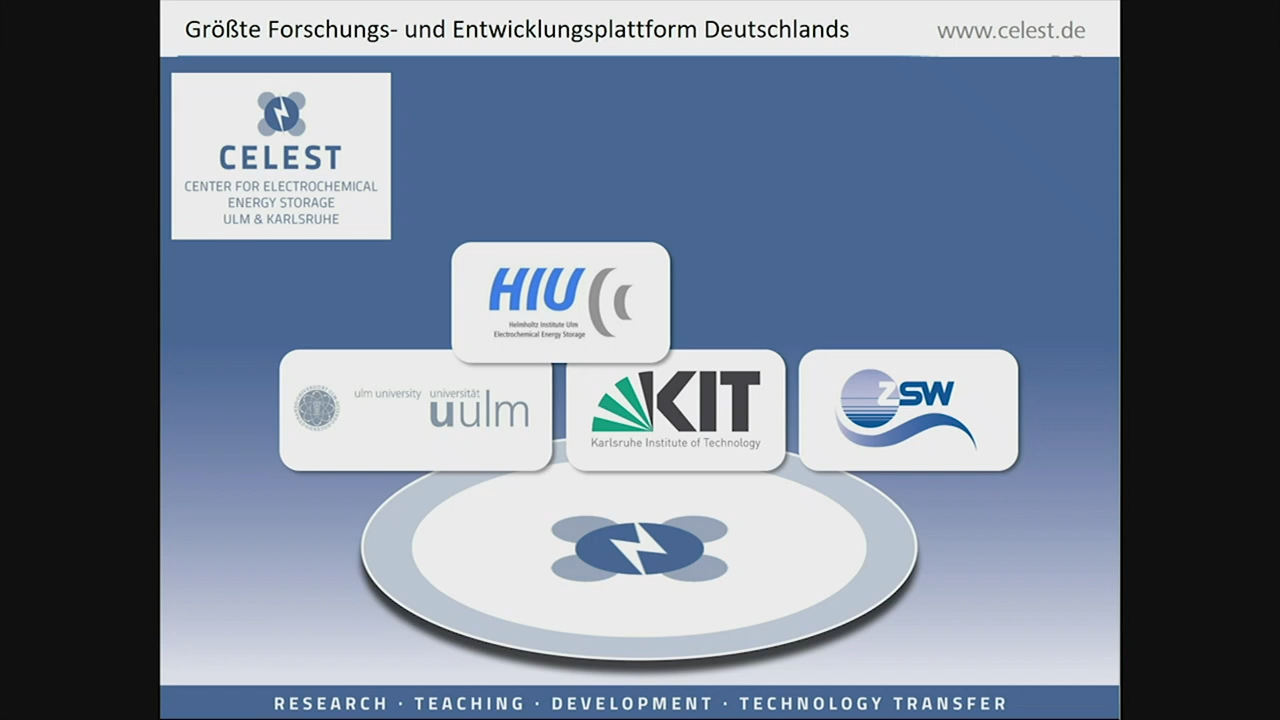 Größte Forschungs- und Entwicklungsplattform Deutschlands
www.celest.de
CELEST
CENTER FOR ELECTROCHEMICAL
ENERGY STORAGE
ULM & KARLSRUHE
HIU
Helmholtz Institute Ulm
Electrochemical Energy Storage
ulm university universität
uulm
KIT
Karlsruhe Institute of Technology
ZSW
RESEARCH · TEACHING · DEVELOPMENT · TECHNOLOGY TRANSFER